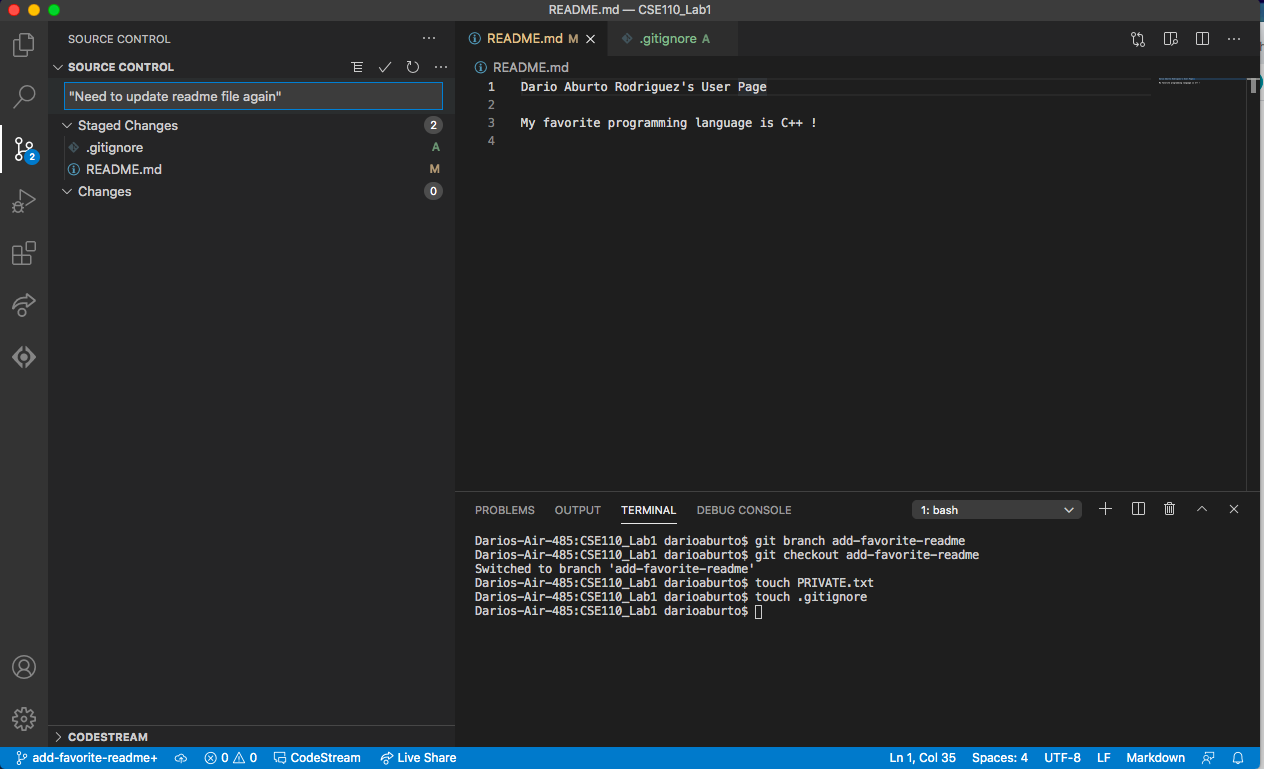 README.md — CSE110_Lab1
SOURCE CONTROL
SOURCE CONTROL
"Need to update readme file again"
Staged Changes 2
.gitignore A
README.md M
Changes 0
2
CODESTREAM
README.md M
.gitignore A
README.md
1 Dario Aburto Rodriguez's User Page
2
3 My favorite programming language is C++ !
4
PROBLEMS OUTPUT TERMINAL DEBUG CONSOLE 1: bash
Darios-Air-485:CSE110_Lab1 darioaburto$ git branch add-favorite-readme
Darios-Air-485:CSE110_Lab1 darioaburto$ git checkout add-favorite-readme
Switched to branch 'add-favorite-readme'
Darios-Air-485:CSE110_Lab1 darioaburto$ touch PRIVATE.txt
Darios-Air-485:CSE110_Lab1 darioaburto$ touch .gitignore
Darios-Air-485:CSE110_Lab1 darioaburto$
add-favorite-readme+ 0 0 CodeStream Live Share Ln 1, Col 35 Spaces: 4 UTF-8 LF Markdown